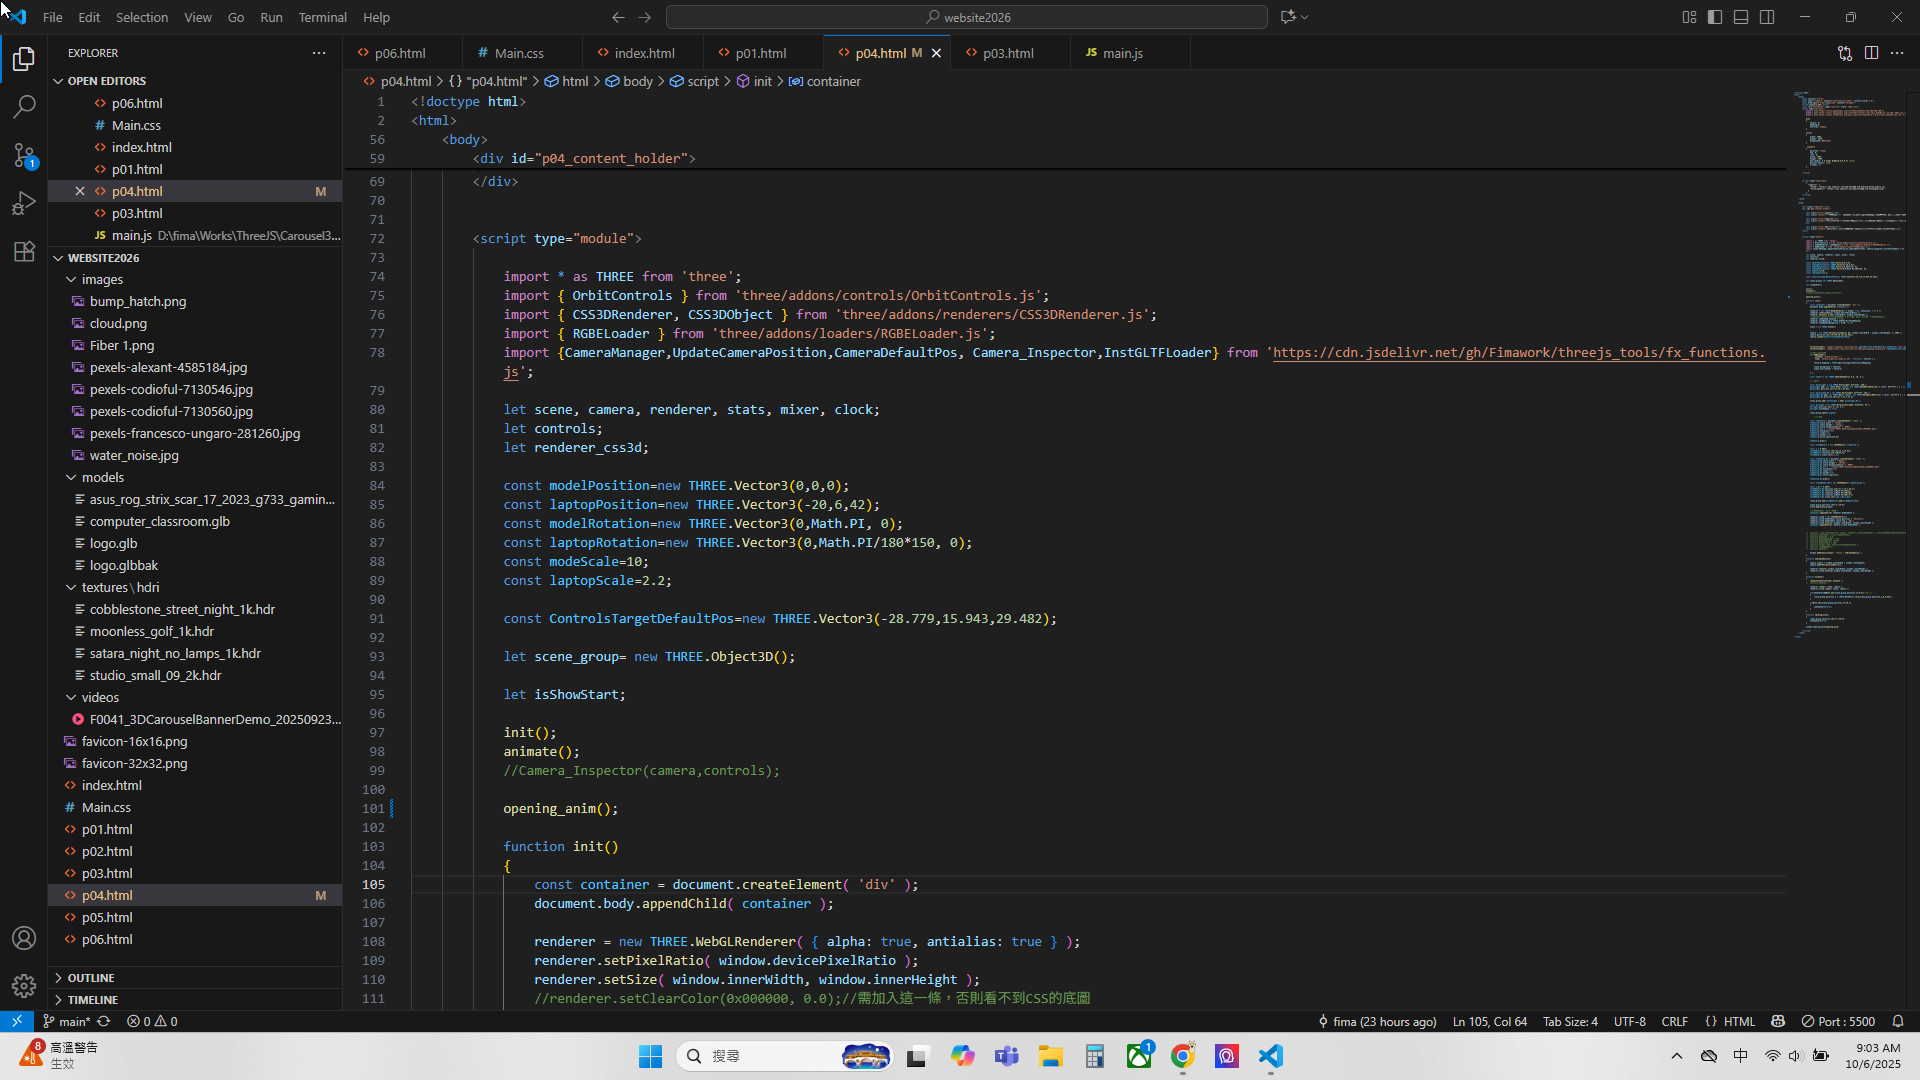 File Edit Selection View Go Run Terminal Help
website2026
EXPLORER
OPEN EDITORS
p06.html
# Main.css
index.html
p01.html
p04.html M
p03.html
JS main.js D:\fima\Works\ThreeJS\Carousel3...
WEBSITE2026
images
bump_hatch.png
cloud.png
Fiber 1.png
pexels-alexant-4585184.jpg
pexels-codioful-7130546.jpg
pexels-codioful-7130560.jpg
pexels-francesco-ungaro-281260.jpg
water_noise.jpg
models
asus_rog_strix_scar_17_2023_g733_gamin...
computer_classroom.glb
logo.glb
logo.glbbak
textures\hdri
cobblestone_street_night_1k.hdr
moonless_golf_1k.hdr
satara_night_no_lamps_1k.hdr
studio_small_09_2k.hdr
videos
F0041_3DCarouselBannerDemo_20250923...
favicon-16x16.png
favicon-32x32.png
index.html
# Main.css
p01.html
p02.html
p03.html
p04.html M
p05.html
p06.html
OUTLINE
TIMELINE
p06.html # Main.css index.html p01.html p04.html M p03.html JS main.js
p04.html > {} "p04.html" > html > body > script > init > container
1 <!doctype html>
2 <html>
56 <body>
59 <div id="p04_content_holder">
69 </div>
70
71
72 <script type="module">
73
74 import * as THREE from 'three';
75 import { OrbitControls } from 'three/addons/controls/OrbitControls.js';
76 import { CSS3DRenderer, CSS3DObject } from 'three/addons/renderers/CSS3DRenderer.js';
77 import { RGBELoader } from 'three/addons/loaders/RGBELoader.js';
78 import {CameraManager,UpdateCameraPosition,CameraDefaultPos, Camera_Inspector,InstGLTFLoader} from 'https://cdn.jsdelivr.net/gh/Fimawork/threejs_tools/fx_functions.
js';
79
80 let scene, camera, renderer, stats, mixer, clock;
81 let controls;
82 let renderer_css3d;
83
84 const modelPosition=new THREE.Vector3(0,0,0);
85 const laptopPosition=new THREE.Vector3(-20,6,42);
86 const modelRotation=new THREE.Vector3(0,Math.PI, 0);
87 const laptopRotation=new THREE.Vector3(0,Math.PI/180*150, 0);
88 const modeScale=10;
89 const laptopScale=2.2;
90
91 const ControlsTargetDefaultPos=new THREE.Vector3(-28.779,15.943,29.482);
92
93 let scene_group= new THREE.Object3D();
94
95 let isShowStart;
96
97 init();
98 animate();
99 //Camera_Inspector(camera,controls);
100
101 opening_anim();
102
103 function init()
104 {
105 const container = document.createElement( 'div' );
106 document.body.appendChild( container );
107
108 renderer = new THREE.WebGLRenderer( { alpha: true, antialias: true } );
109 renderer.setPixelRatio( window.devicePixelRatio );
110 renderer.setSize( window.innerWidth, window.innerHeight );
111 //renderer.setClearColor(0x000000, 0.0);//需加入這一條，否則看不到CSS的底圖
1
main* 0 0 fima (23 hours ago) Ln 105, Col 64 Tab Size: 4 UTF-8 CRLF {} HTML Port : 5500
8
高溫警告
生效
搜尋
1
中
9:03 AM
10/6/2025